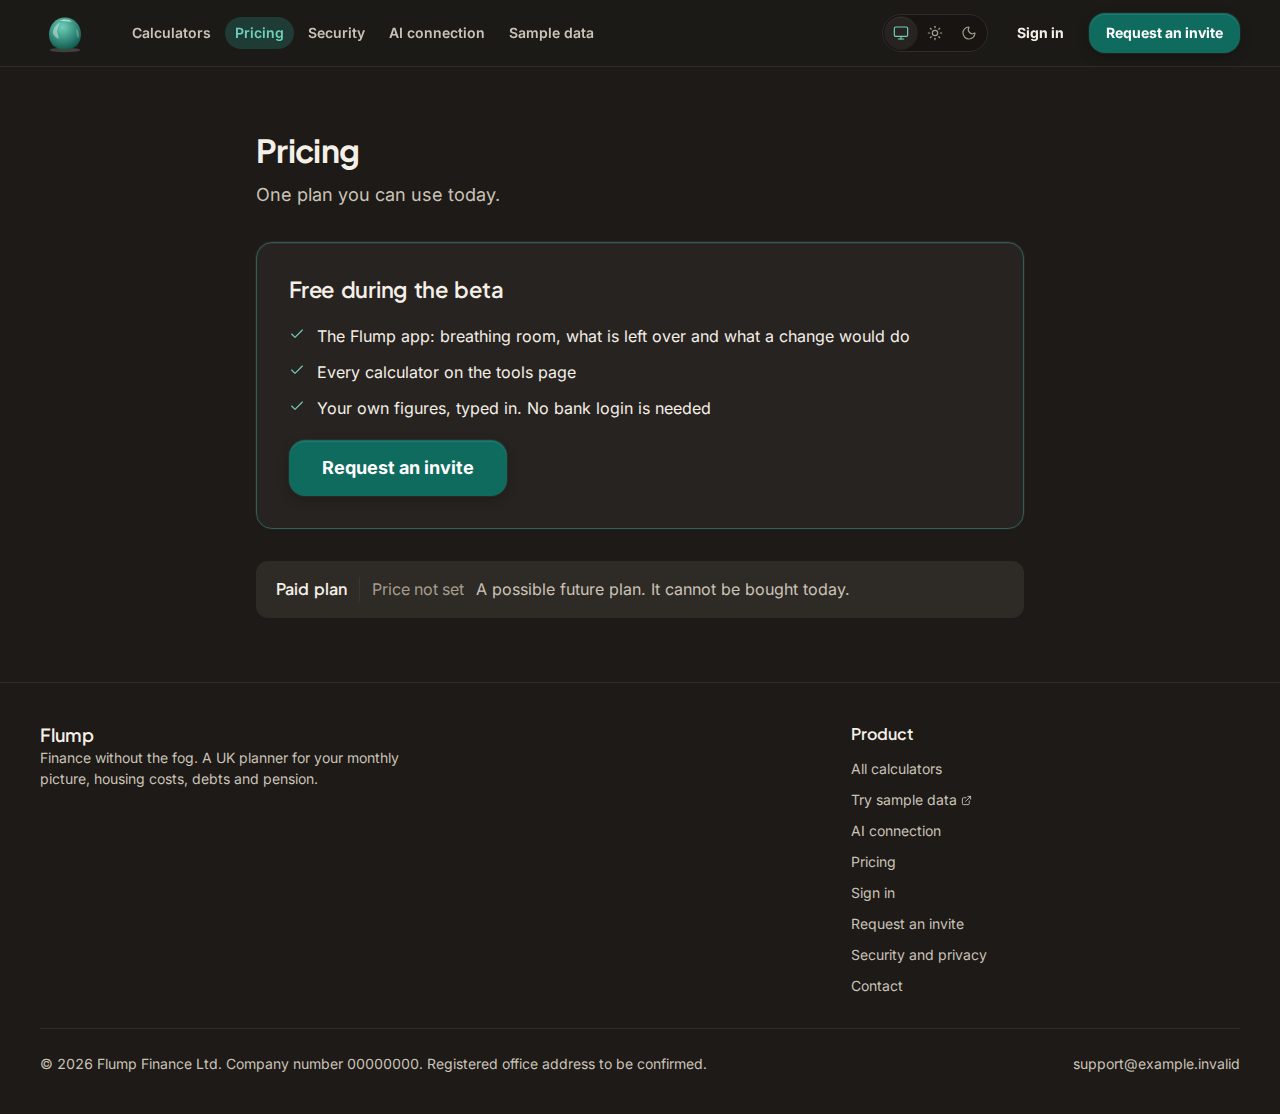 Calculators Pricing Security AI connection Sample data Sign in Request an invite
Pricing
One plan you can use today.
Free during the beta
The Flump app: breathing room, what is left over and what a change would do
Every calculator on the tools page
Your own figures, typed in. No bank login is needed
Request an invite
Paid plan Price not set A possible future plan. It cannot be bought today.
Flump
Finance without the fog. A UK planner for your monthly
picture, housing costs, debts and pension.
Product
All calculators
Try sample data
AI connection
Pricing
Sign in
Request an invite
Security and privacy
Contact
© 2026 Flump Finance Ltd. Company number 00000000. Registered office address to be confirmed.
support@example.invalid